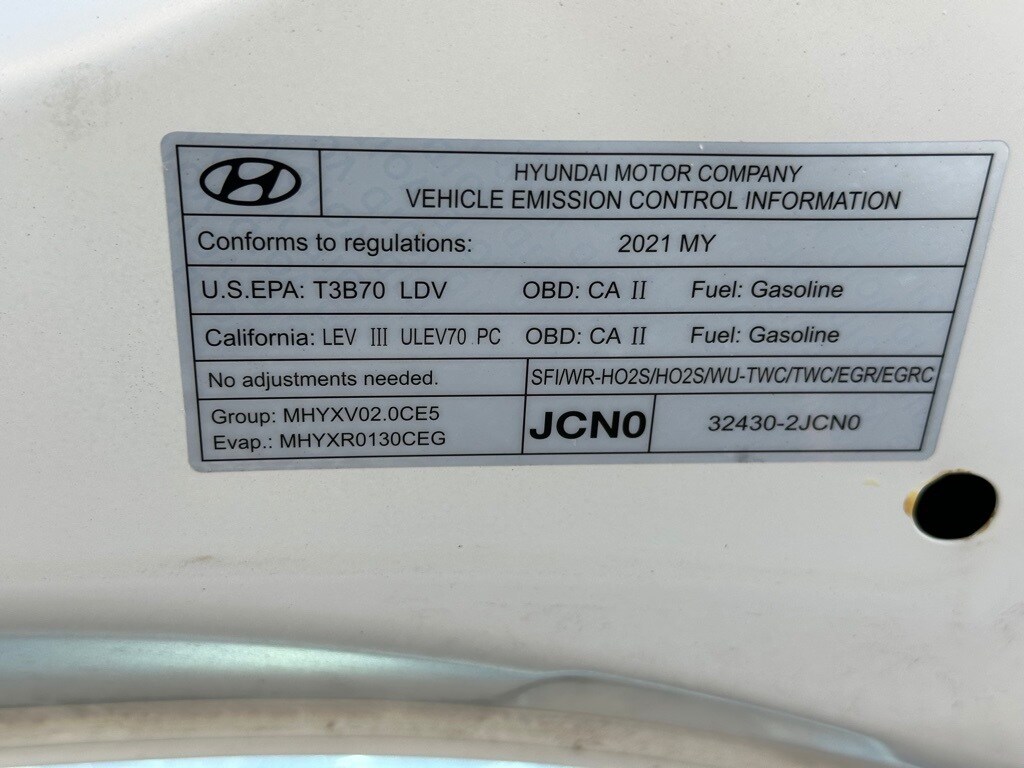 HYUNDAI MOTOR COMPANY
VEHICLE EMISSION CONTROL INFORMATION
Conforms to regulations: 2021 MY
U.S.EPA: T3B70 LDV OBD: CA II Fuel: Gasoline
California: LEV III ULEV70 PC OBD: CA II Fuel: Gasoline
No adjustments needed. SFI/WR-HO2S/HO2S/WU-TWC/TWC/EGR/EGRC
Group: MHYXV02.0CE5
Evap.: MHYXR0130CEG
JCN0 32430-2JCN0